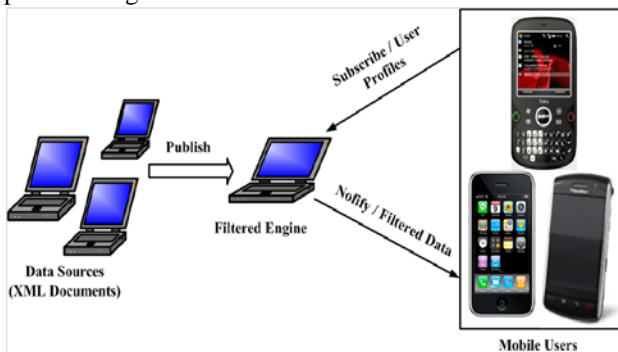 Subscribe / User
Profiles
Publish
Filtered Engine
Nofify / Filtered Data
Data Sources
(XML Documents)
Mobile Users